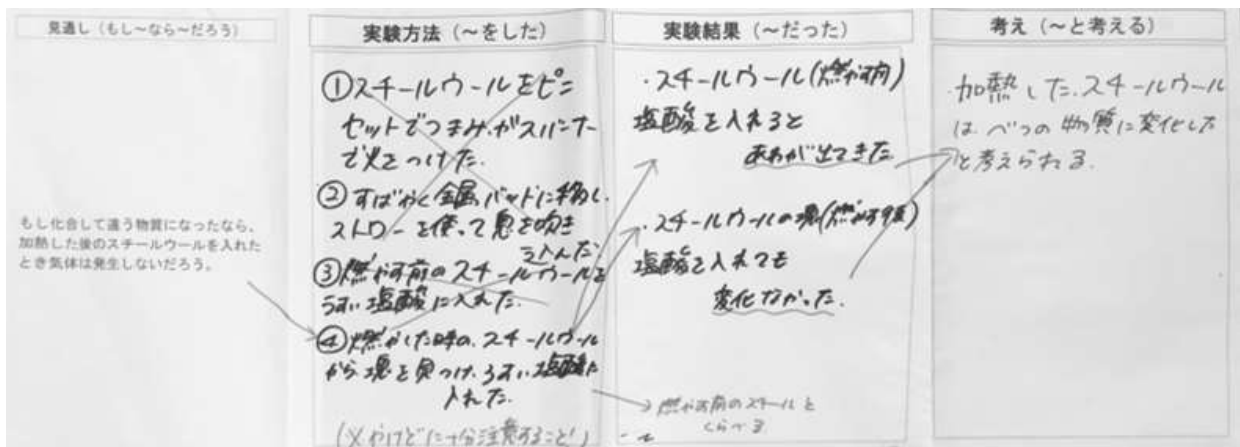 見通し（もし～なら～だろう）
もし化合して違う物質になったなら、
加熱した後のスチールウールを入れた
とき気体は発生しないだろう。
実験方法（～をした）
①スチールウールをピン
セットでつまみ、ガスバーナー
で火をつけた。
②すばやく金属バッドに移し、
ストローを使って息を吹き
込んだ
③燃やす前のスチールウールを
うすい塩酸に入れた。
④燃やした時の、スチールウール
から塊を見つけ、うすい塩酸に
入れた。
(※やけどに十分注意すること!)
実験結果（～だった）
・スチールウール(燃やす前)
塩酸を入れると
あわが出てきた
・スチールウールの塊(燃やす後)
塩酸を入れても
変化なかった。
→燃やす前のスチールと
くらべる
考え（～と考える）
・加熱した.スチールウール
は、べつの物質に変化した
と考えられる.